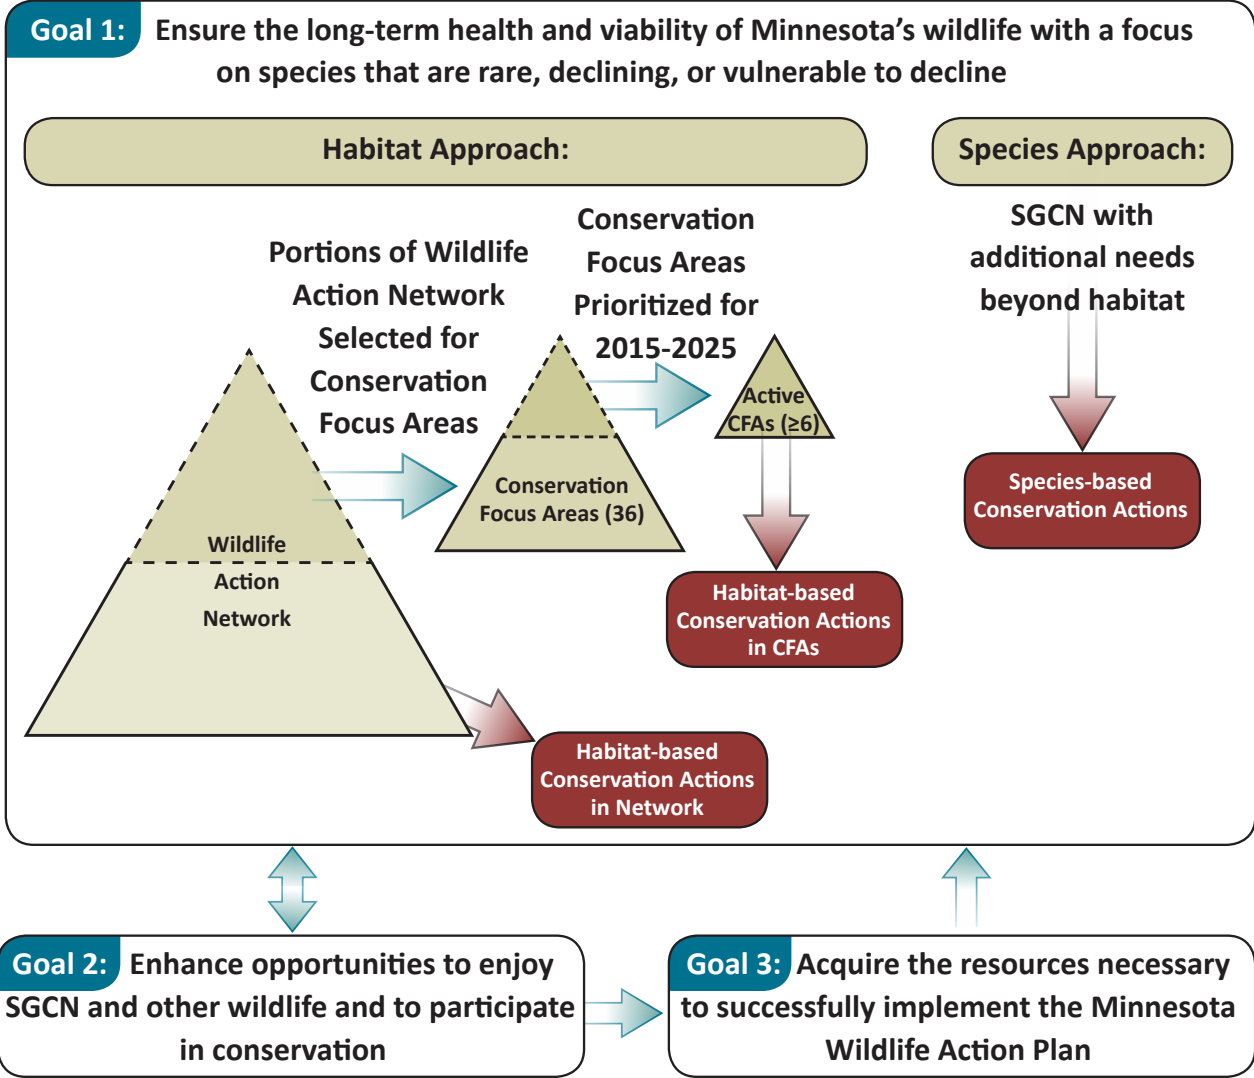 Goal 1: Ensure the long-term health and viability of Minnesota's wildlife with a focus
on species that are rare, declining, or vulnerable to decline
Habitat Approach:
Portions of Wildlife
Action Network
Selected for
Conservation
Focus Areas
Conservation
Focus Areas
Prioritized for
2015-2025
Wildlife
Action
Network
Conservation
Focus Areas (36)
Active
CFAs (≥6)
Habitat-based
Conservation Actions
in CFAs
Habitat-based
Conservation Actions
in Network
Species Approach:
SGCN with
additional needs
beyond habitat
Species-based
Conservation Actions
Goal 2: Enhance opportunities to enjoy
SGCN and other wildlife and to participate
in conservation
Goal 3: Acquire the resources necessary
to successfully implement the Minnesota
Wildlife Action Plan